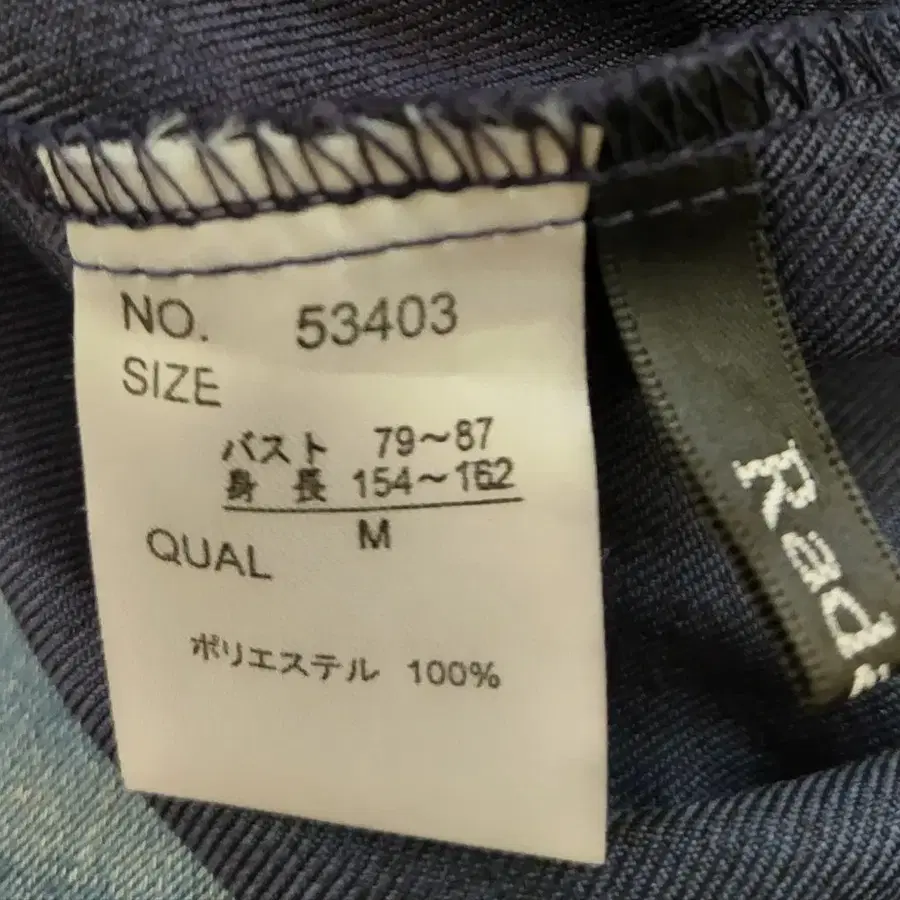 NO. 53403
SIZE
バスト 79～87
身長 154～162
M
QUAL
ポリエステル 100%